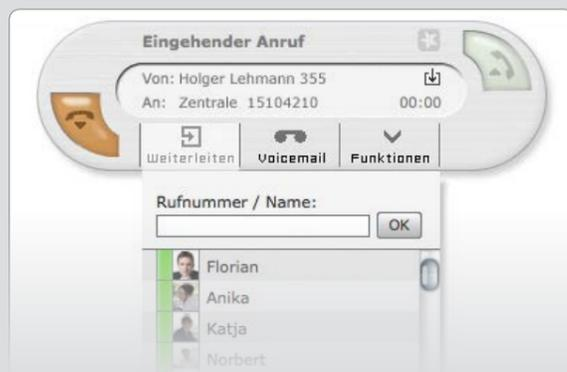 Eingehender Anruf
Von: Holger Lehmann 355
An: Zentrale 15104210 00:00
Weiterleiten Voicemail Funktionen
Rufnummer / Name:
OK
Florian
Anika
Katja
Norbert